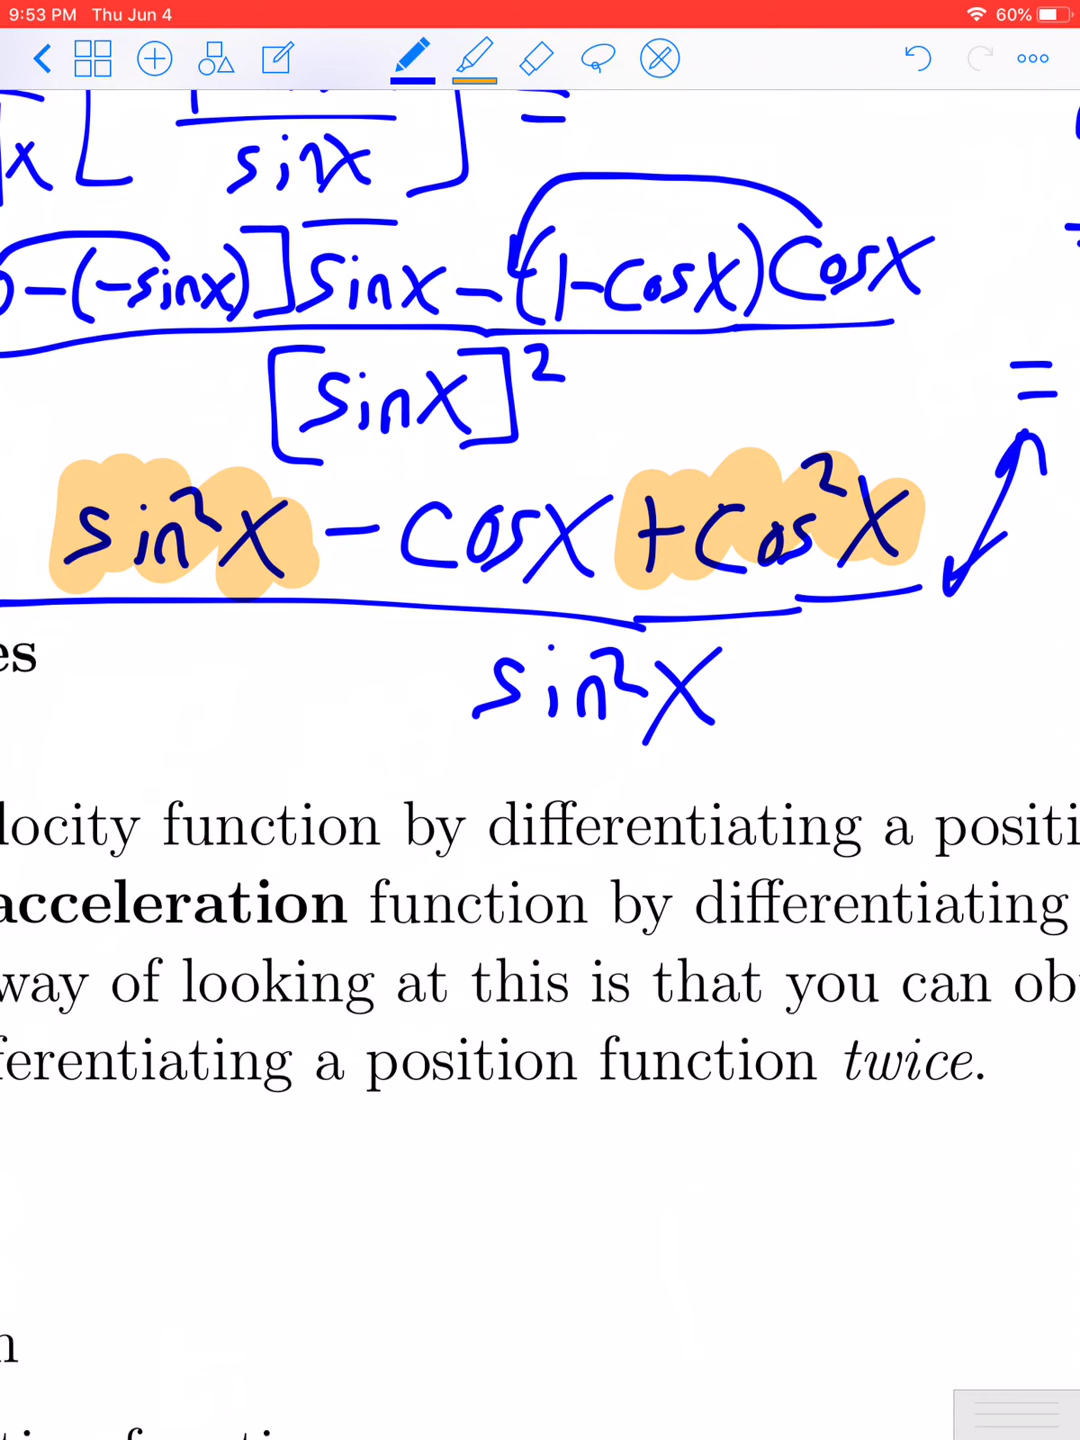 9:53 PM Thu Jun 4 60%
x [ / sinx ] =
-(-sinx)]sinx-(1-cosx)cosx
[sinx]² =
sin²x - cosx + cos²x
sin²x
es
locity function by differentiating a positi
acceleration function by differentiating
way of looking at this is that you can ob
ferentiating a position function twice.
n